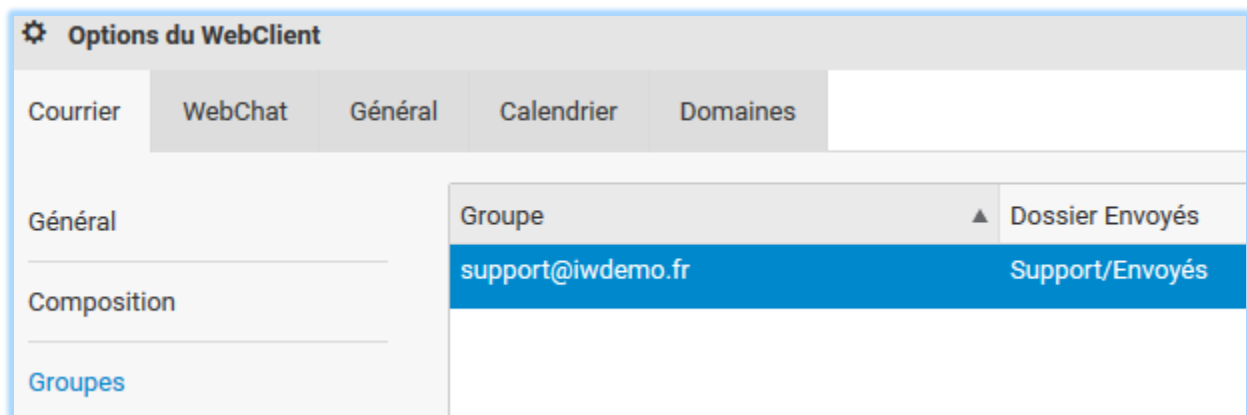 Options du WebClient
Courrier WebChat Général Calendrier Domaines
Général
Composition
Groupes
Groupe Dossier Envoyés
support@iwdemo.fr Support/Envoyés